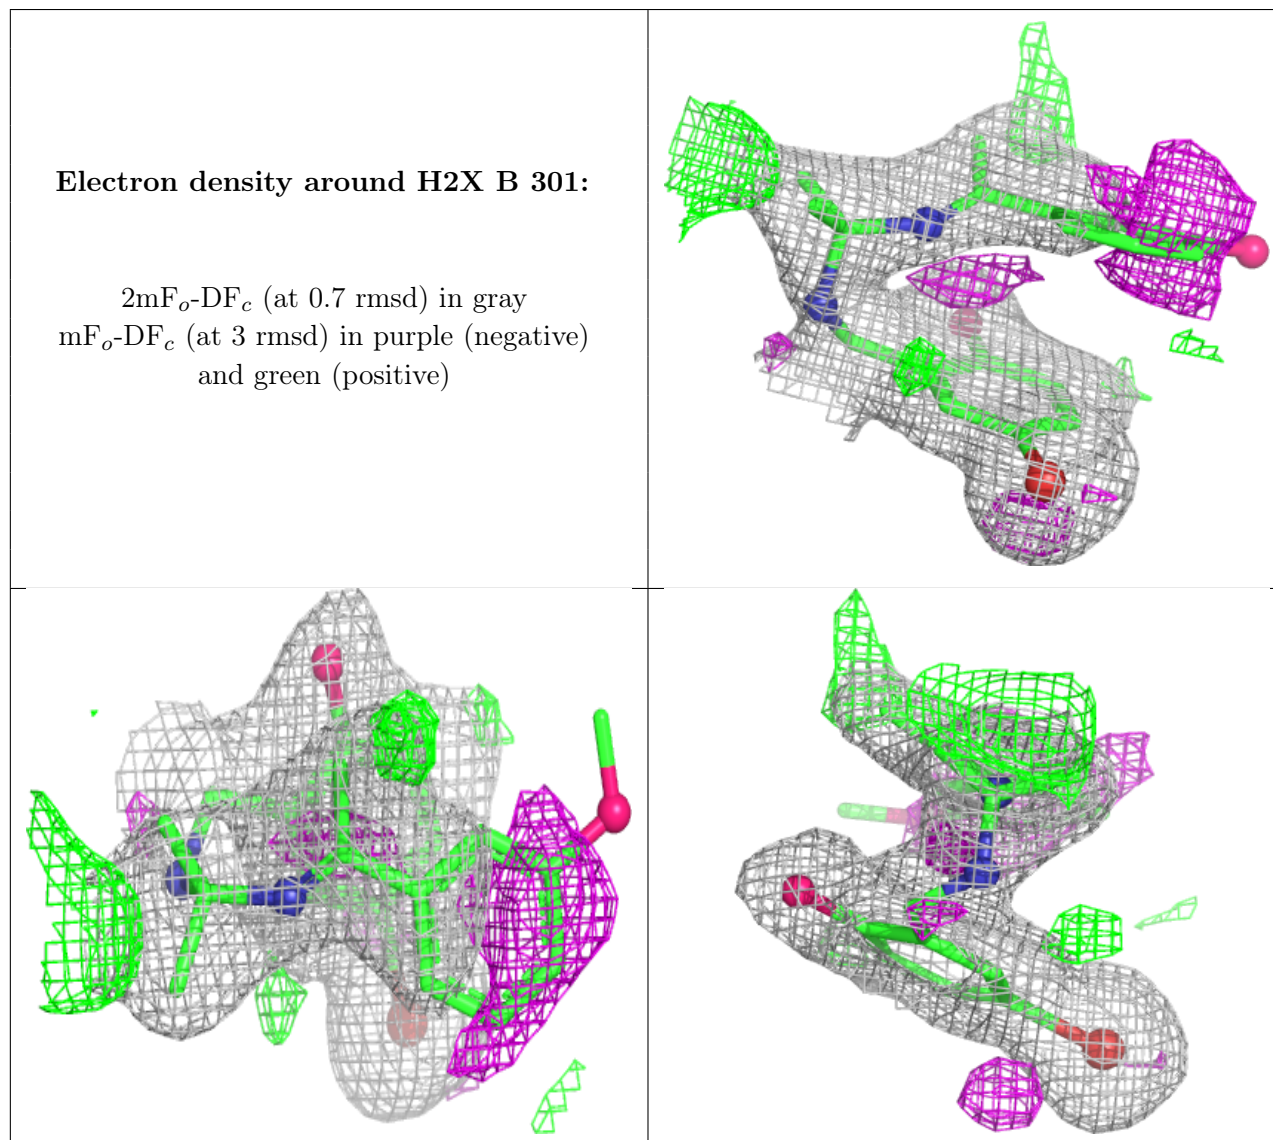 Electron density around H2X B 301:
2mFo-DFc (at 0.7 rmsd) in gray
mFo-DFc (at 3 rmsd) in purple (negative)
and green (positive)